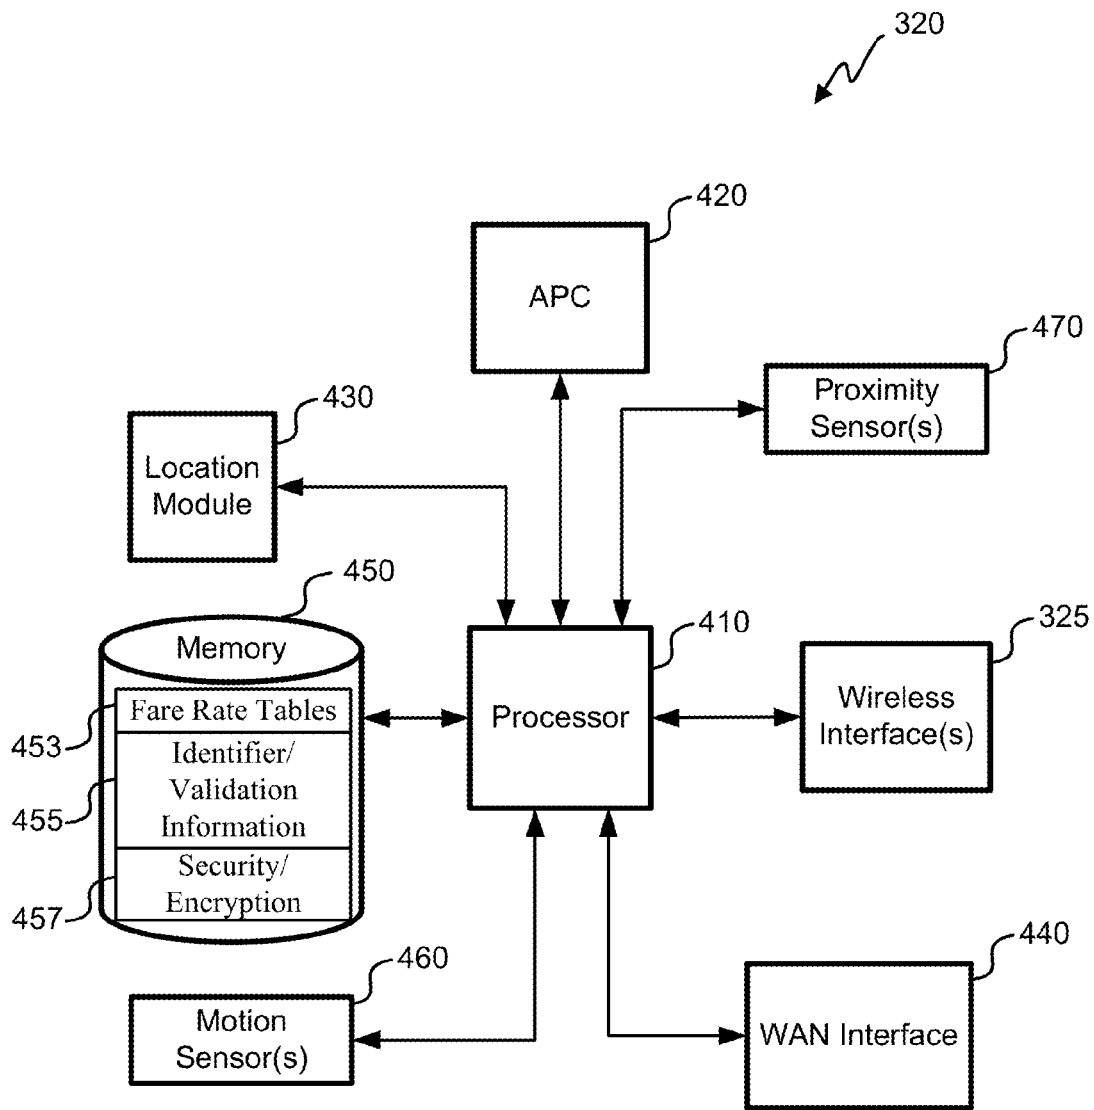 320
420
APC
470
Proximity
Sensor(s)
430
Location
Module
450
Memory
410
325
Fare Rate Tables
453
Processor
Wireless
Interface(s)
Identifier/
Validation
Information
455
Security/
Encryption
457
460
440
Motion
Sensor(s)
WAN Interface